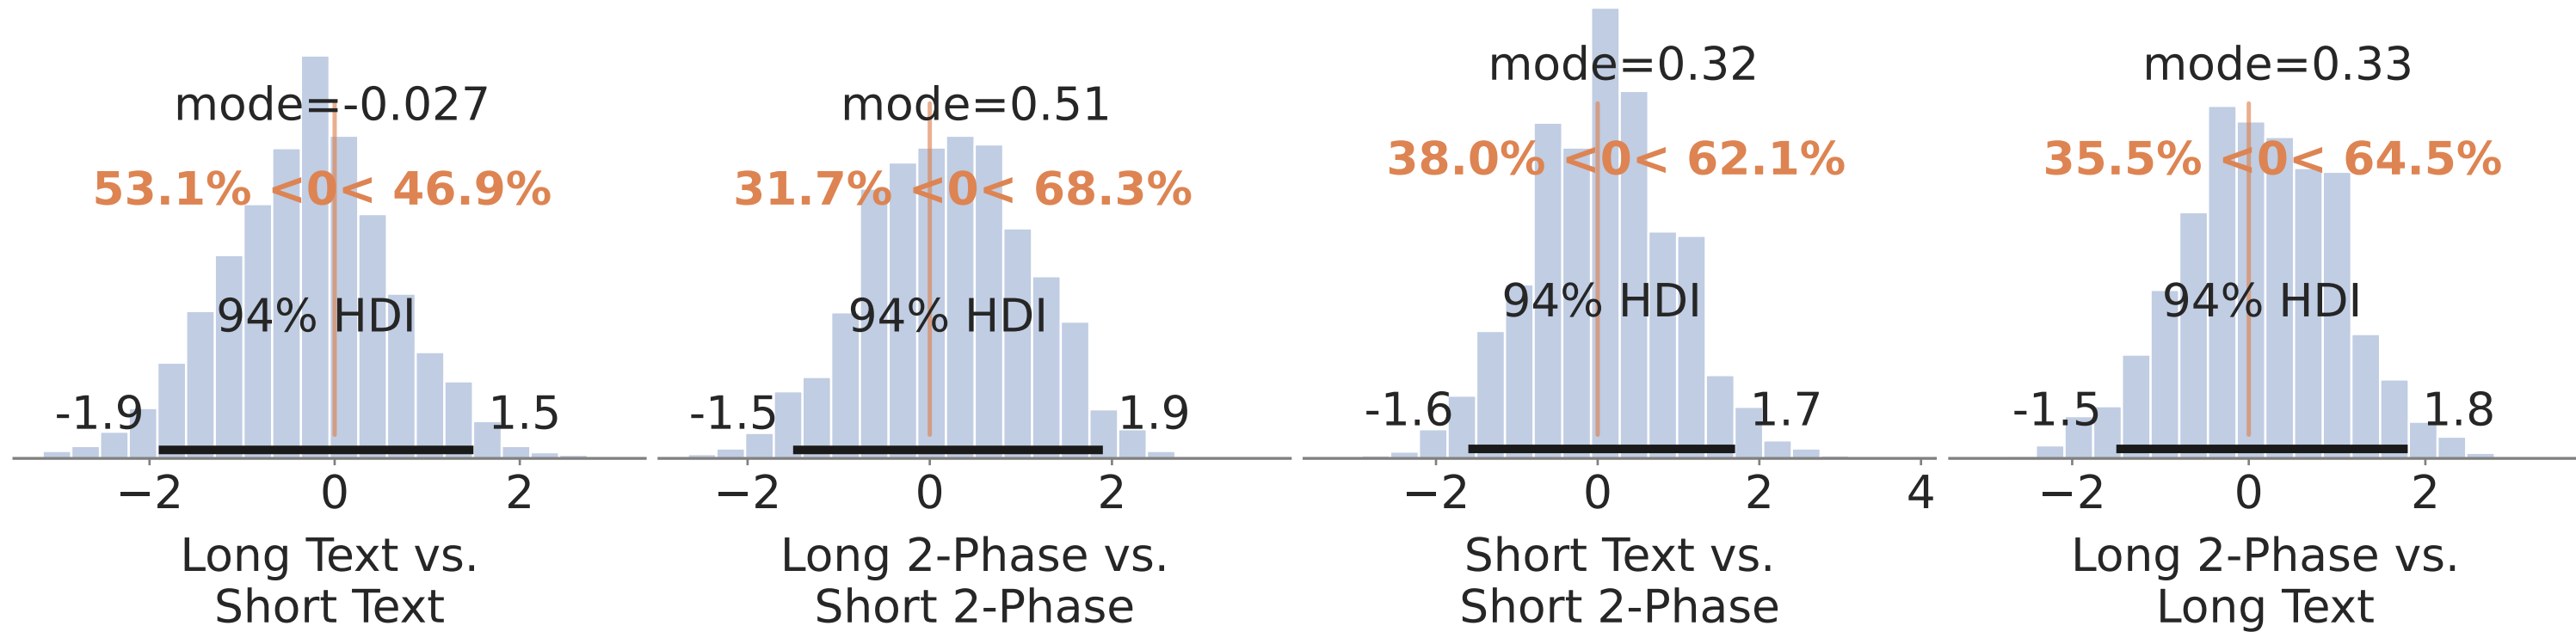 mode=-0.027
53.1% <0< 46.9%
94% HDI
-1.9 1.5
−2 0 2
Long Text vs.
Short Text
mode=0.51
31.7% <0< 68.3%
94% HDI
-1.5 1.9
−2 0 2
Long 2-Phase vs.
Short 2-Phase
mode=0.32
38.0% <0< 62.1%
94% HDI
-1.6 1.7
−2 0 2 4
Short Text vs.
Short 2-Phase
mode=0.33
35.5% <0< 64.5%
94% HDI
-1.5 1.8
−2 0 2
Long 2-Phase vs.
Long Text